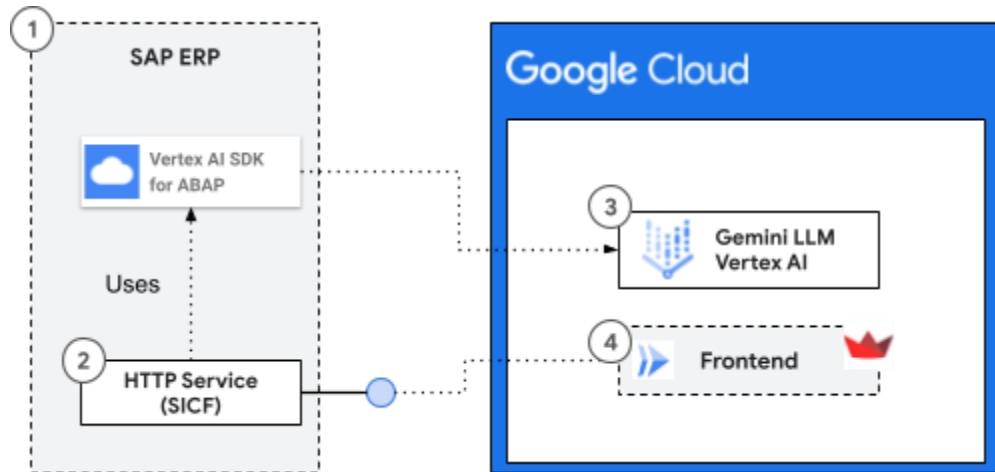 1
SAP ERP
Google Cloud
Vertex AI SDK
for ABAP
3
Gemini LLM
Vertex AI
Uses
2
HTTP Service
(SICF)
4
Frontend